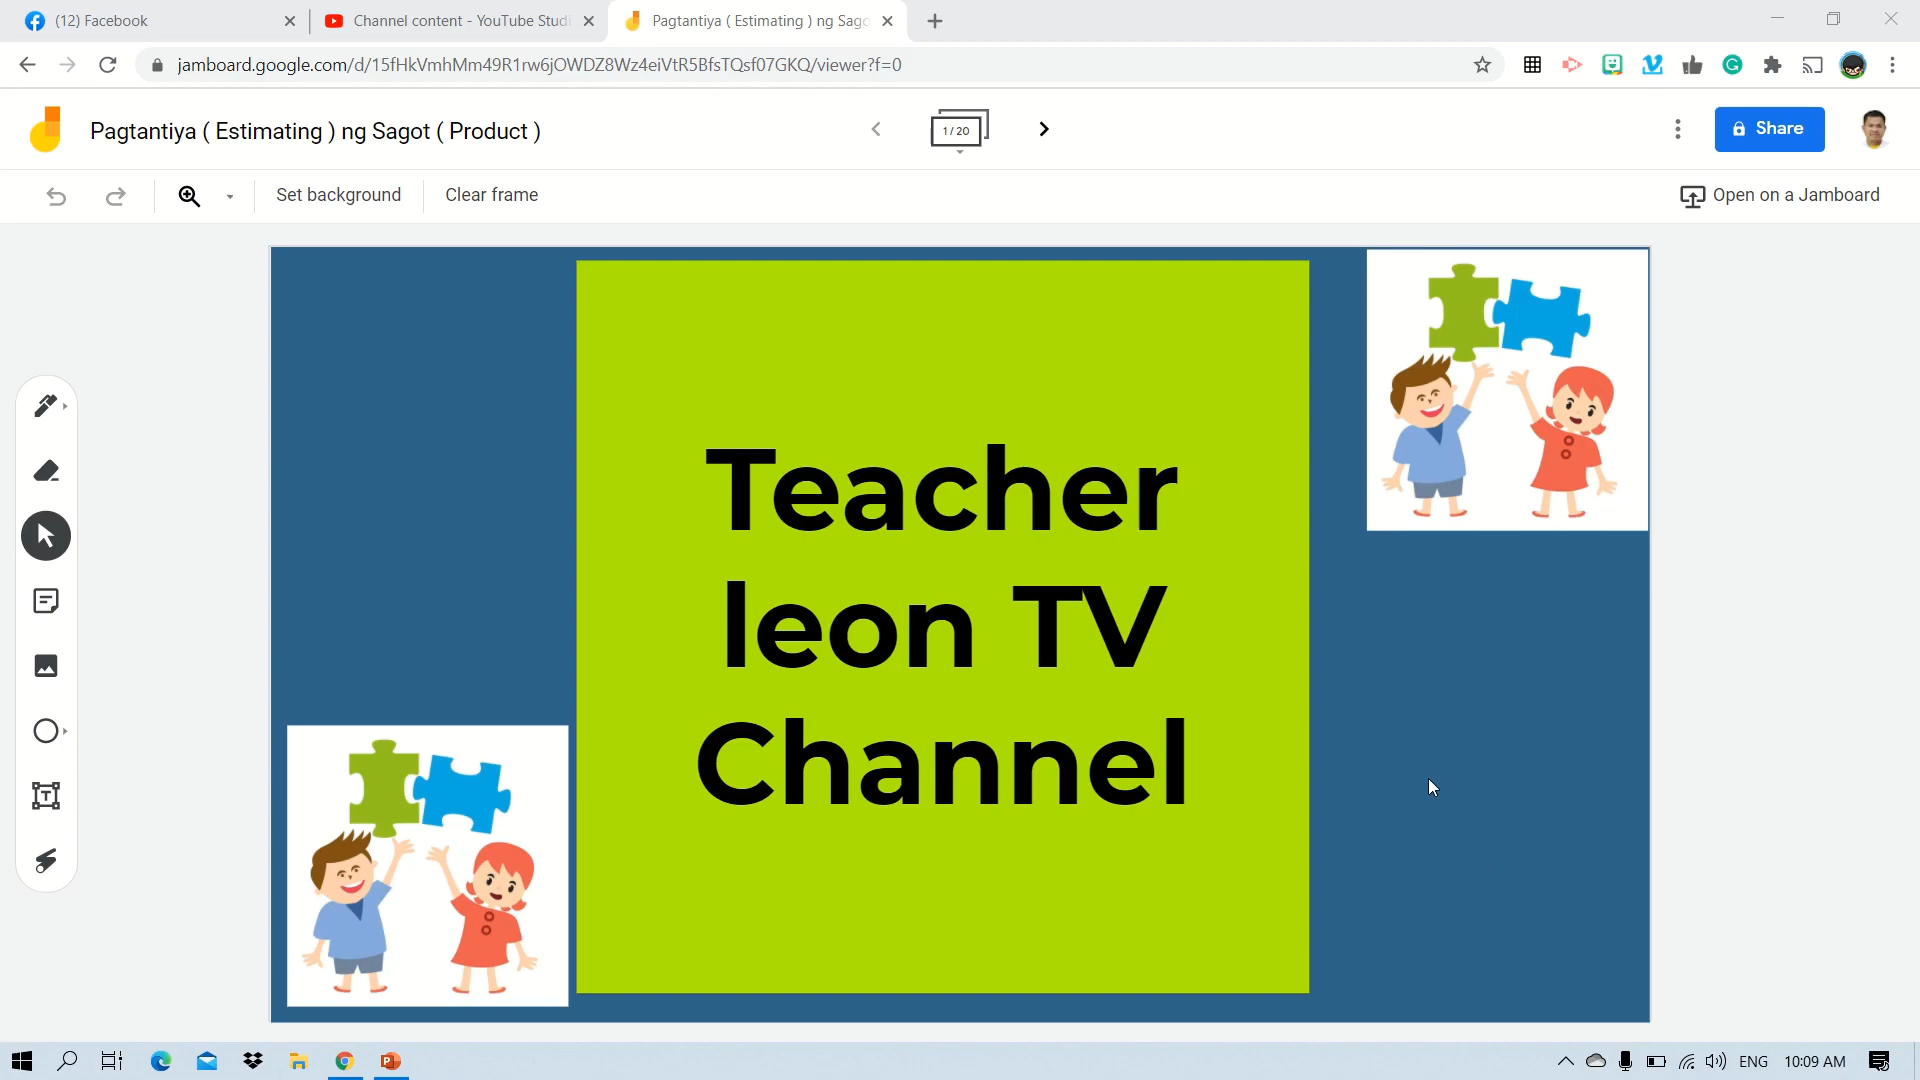 (12) Facebook
Channel content - YouTube Studi
Pagtantiya ( Estimating ) ng Sago
jamboard.google.com/d/15fHkVmhMm49R1rw6jOWDZ8Wz4eiVtR5BfsTQsf07GKQ/viewer?f=0
Pagtantiya ( Estimating ) ng Sagot ( Product )
1 / 20
Share
Set background
Clear frame
Open on a Jamboard
Teacher
leon TV
Channel
ENG
10:09 AM